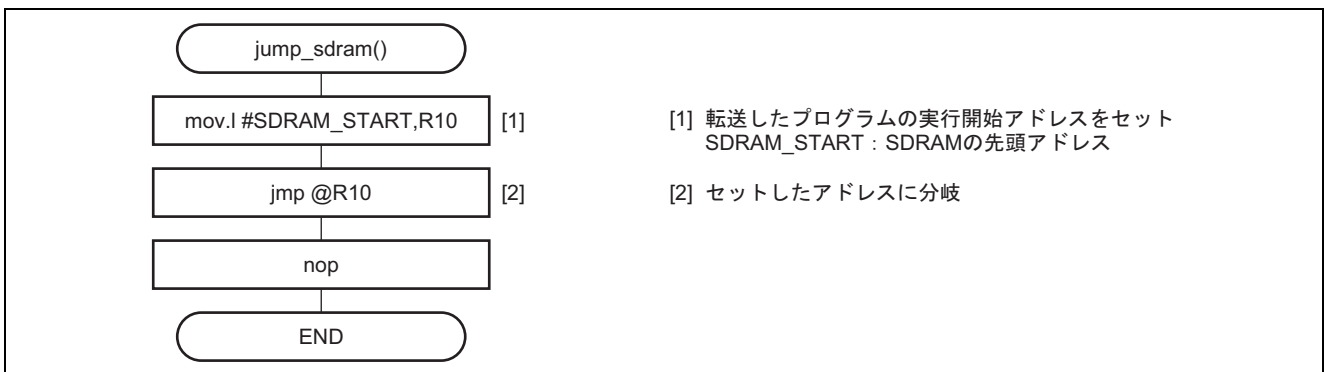 jump_sdram()
mov.l #SDRAM_START,R10 [1]
[1] 転送したプログラムの実行開始アドレスをセット
SDRAM_START：SDRAMの先頭アドレス
jmp @R10 [2]
[2] セットしたアドレスに分岐
nop
END